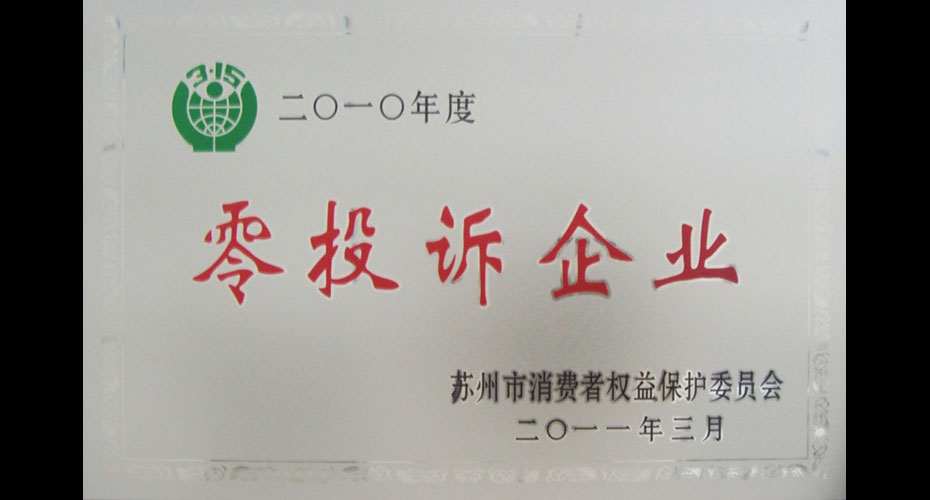 3·15
二〇一〇年度
零投诉企业
苏州市消费者权益保护委员会
二〇一一年三月